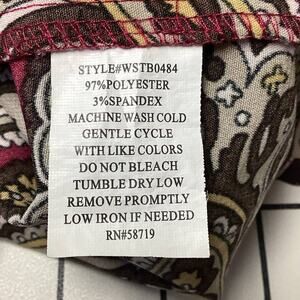 STYLE#WSTB0484
97%POLYESTER
3%SPANDEX
MACHINE WASH COLD
GENTLE CYCLE
WITH LIKE COLORS
DO NOT BLEACH
TUMBLE DRY LOW
REMOVE PROMPTLY
LOW IRON IF NEEDED
RN#58719